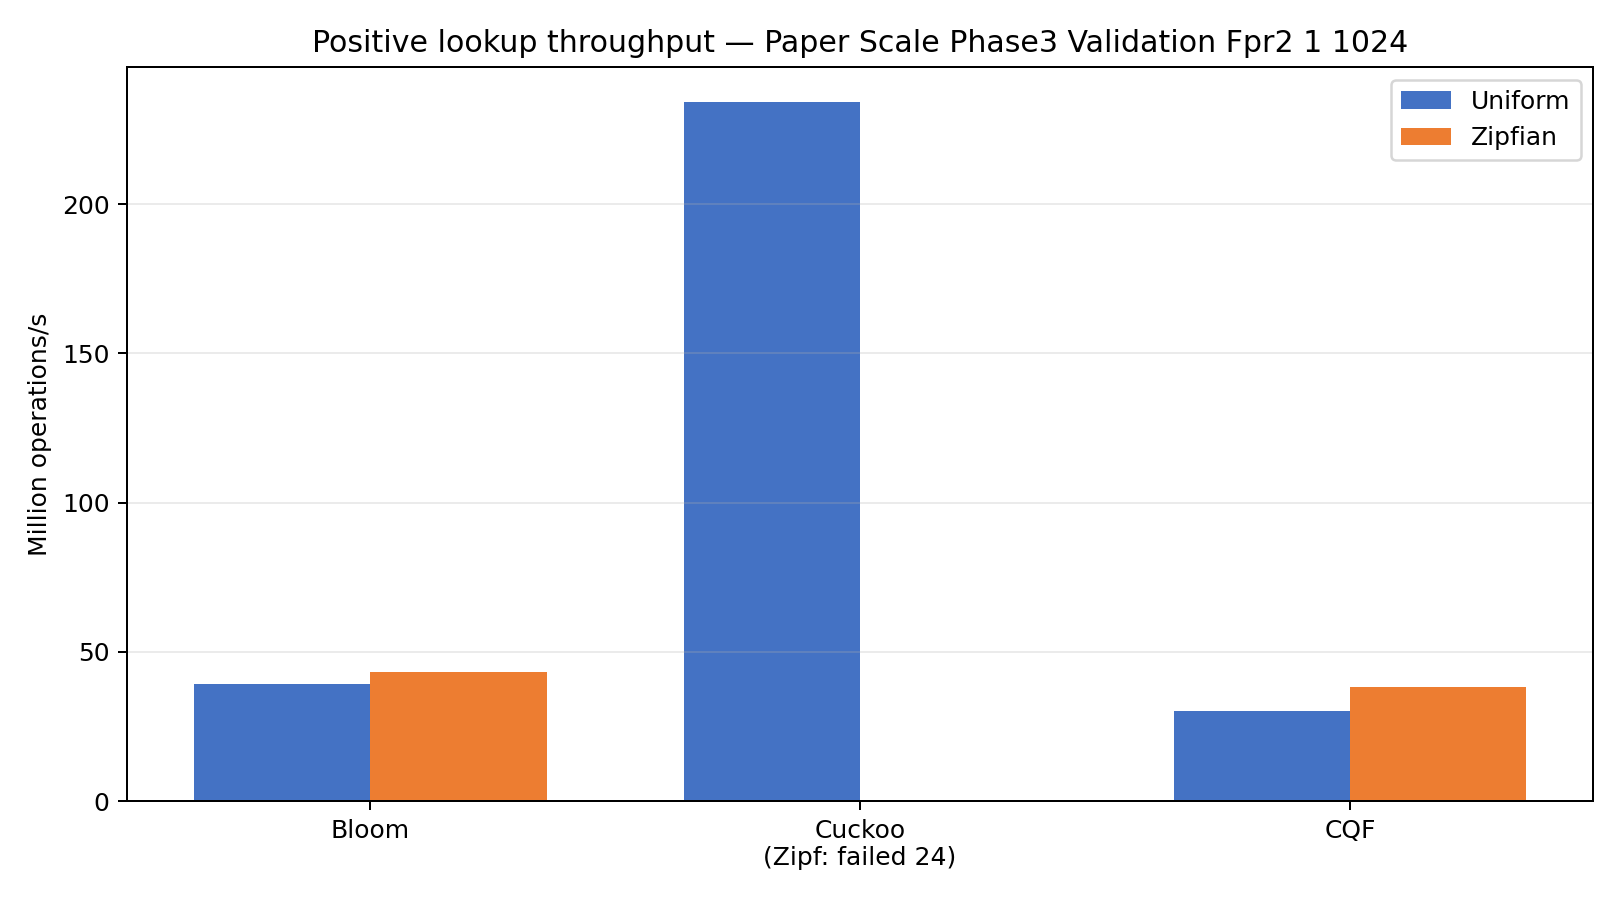 Positive lookup throughput — Paper Scale Phase3 Validation Fpr2 1 1024
Uniform
Zipfian
Million operations/s
200
150
100
50
0
Bloom
Cuckoo
(Zipf: failed 24)
CQF